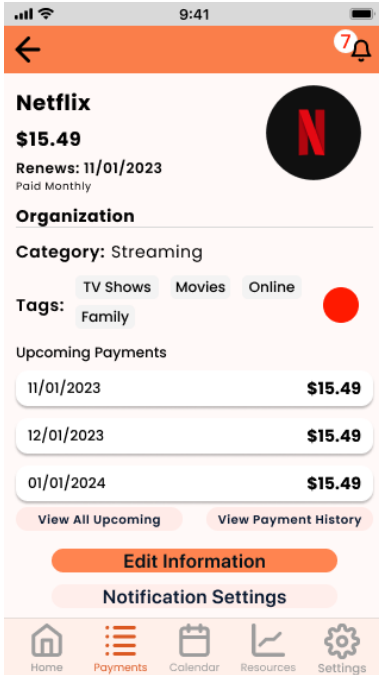 9:41
7
Netflix
$15.49
N
Renews: 11/01/2023
Paid Monthly
Organization
Category: Streaming
Tags: TV Shows Movies Online
Family
Upcoming Payments
11/01/2023 $15.49
12/01/2023 $15.49
01/01/2024 $15.49
View All Upcoming View Payment History
Edit Information
Notification Settings
Home Payments Calendar Resources Settings